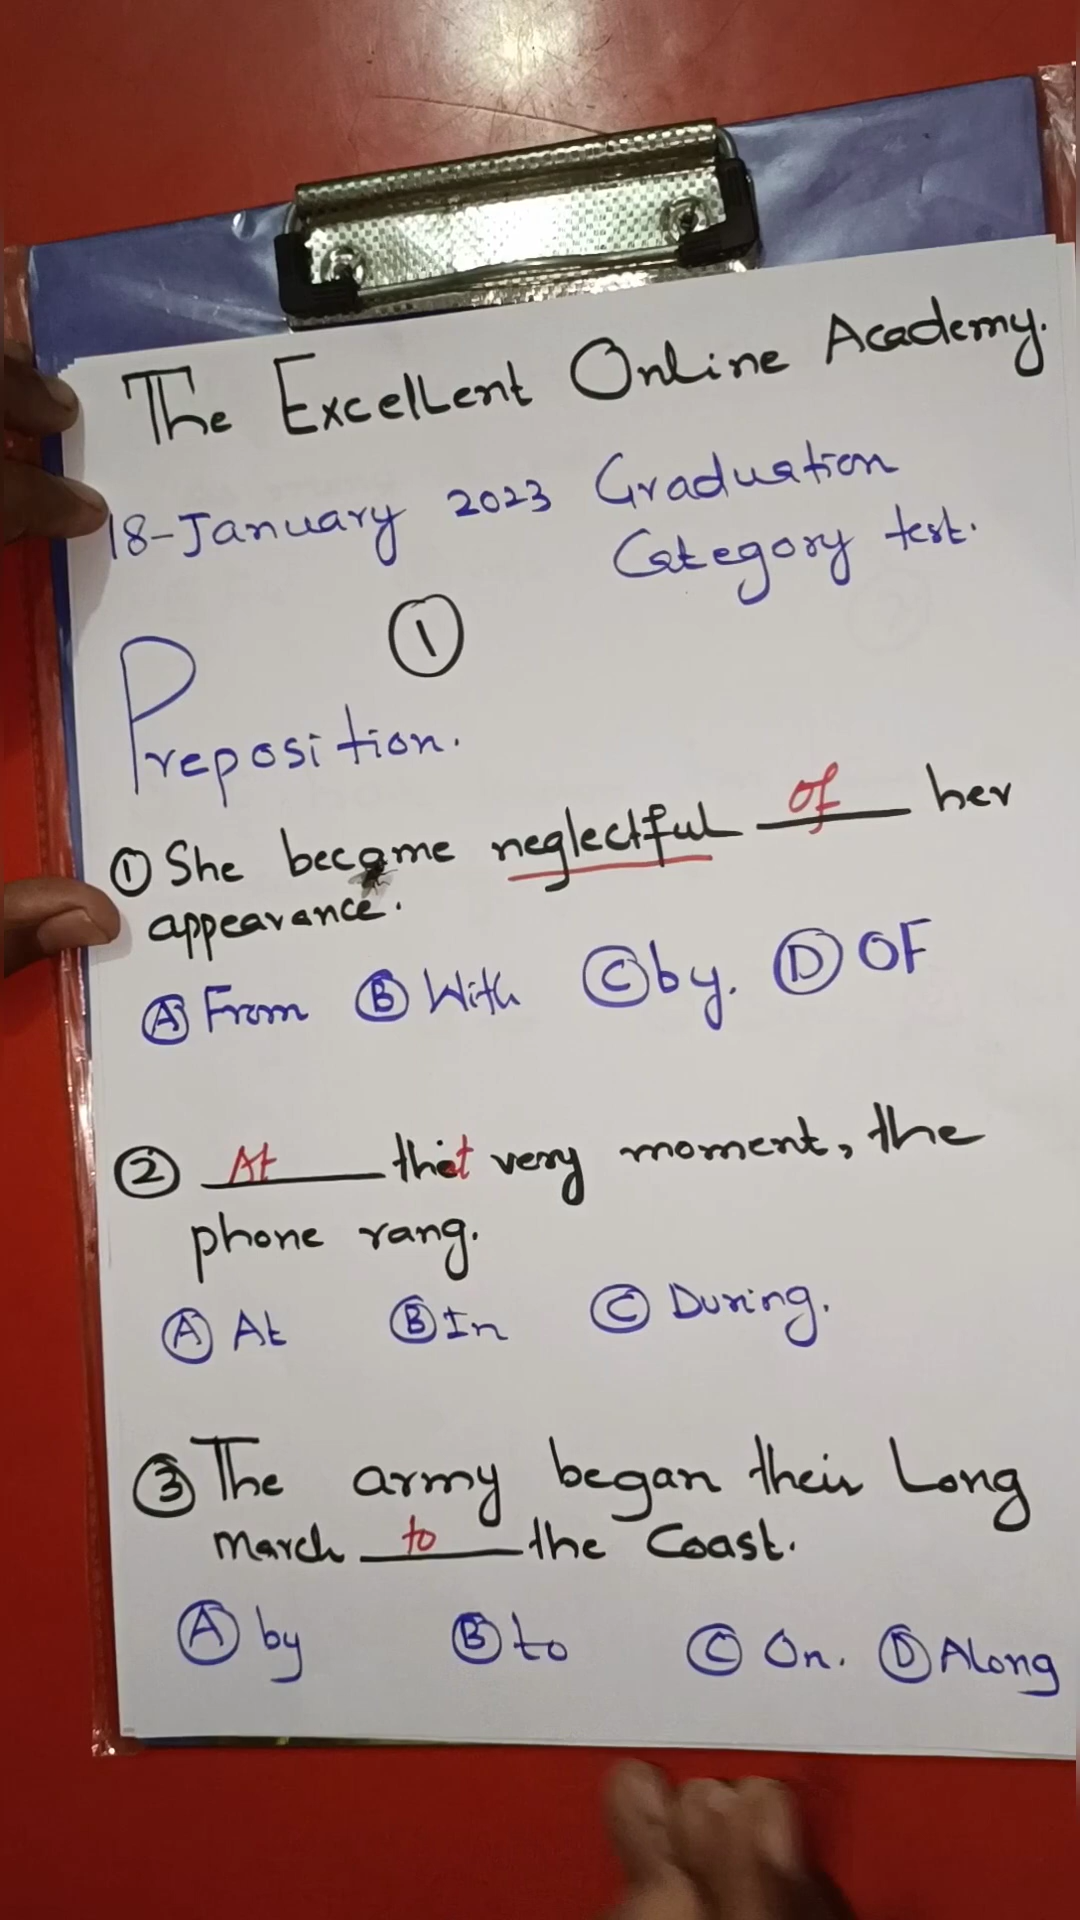 The Excellent Online Academy.
18-January 2023 Graduation
Category test.
①
Preposition.
① She became neglectful of her
appearance.
Ⓐ From Ⓑ With Ⓒ by. Ⓓ OF
② At that very moment, the
phone rang.
Ⓐ At Ⓑ In Ⓒ During.
③ The army began their Long
march to the Coast.
Ⓐ by Ⓑ to Ⓒ On. Ⓓ Along